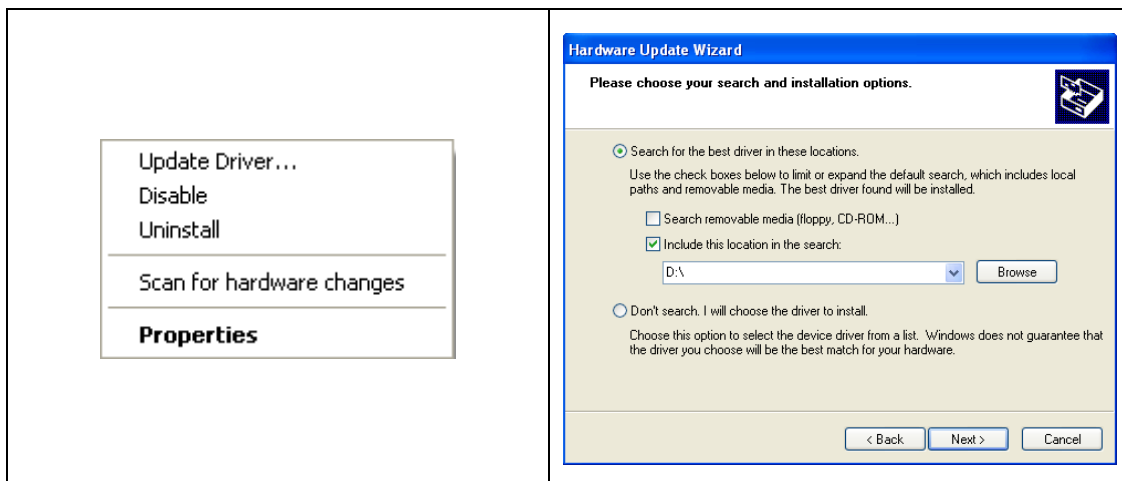 Update Driver...
Disable
Uninstall
Scan for hardware changes
Properties
Hardware Update Wizard
Please choose your search and installation options.
Search for the best driver in these locations.
Use the check boxes below to limit or expand the default search, which includes local
paths and removable media. The best driver found will be installed.
Search removable media (floppy, CD-ROM...)
Include this location in the search:
D:\
Browse
Don't search. I will choose the driver to install.
Choose this option to select the device driver from a list. Windows does not guarantee that
the driver you choose will be the best match for your hardware.
< Back Next > Cancel